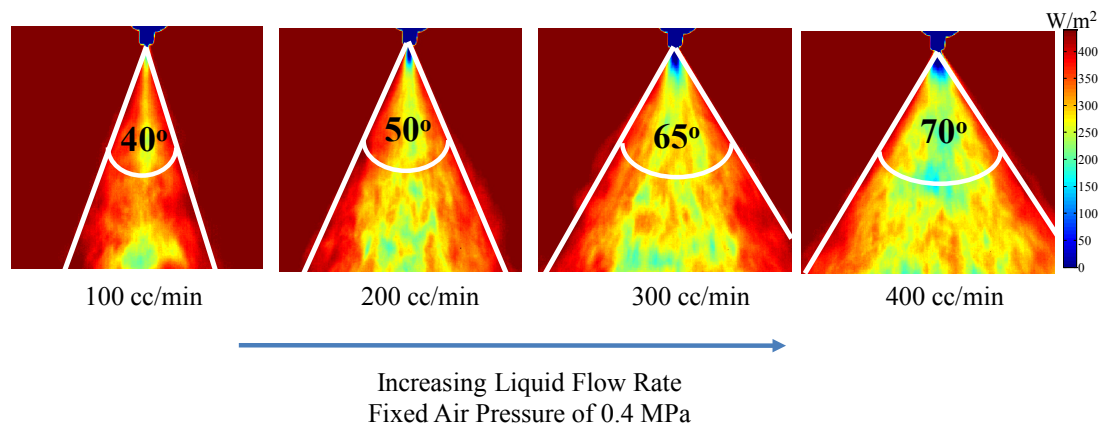 W/m²
40°
50°
65°
70°
400
350
300
250
200
150
100
50
0
100 cc/min
200 cc/min
300 cc/min
400 cc/min
Increasing Liquid Flow Rate
Fixed Air Pressure of 0.4 MPa